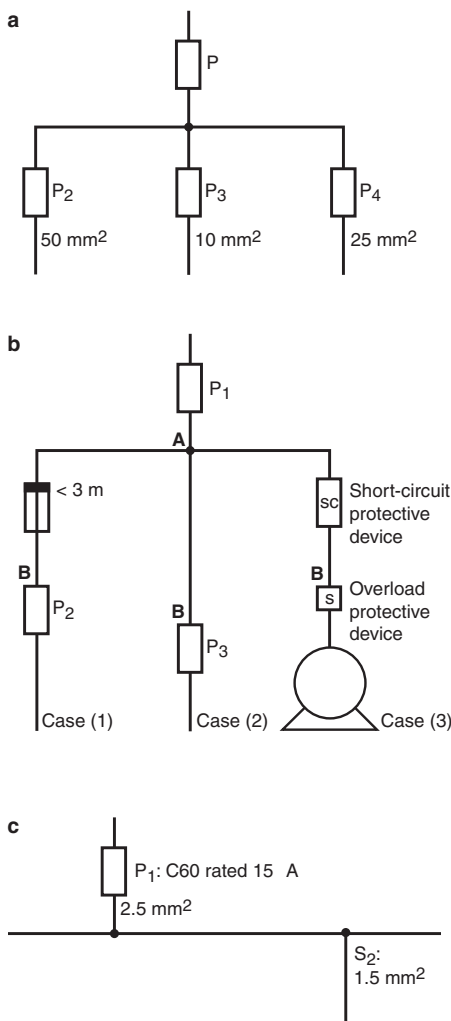 a
P
P2
P3
P4
50 mm2
10 mm2
25 mm2
b
P1
A
< 3 m
B
P2
B
P3
sc
Short-circuit
protective
device
B
s
Overload
protective
device
Case (1)
Case (2)
Case (3)
c
P1: C60 rated 15 A
2.5 mm2
S2:
1.5 mm2